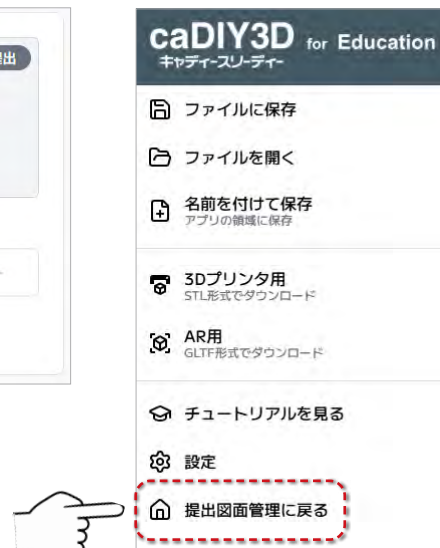 出
caDIY3D for Education
キャディースリーディー
ファイルに保存
ファイルを開く
名前を付けて保存
アプリの領域に保存
3Dプリンタ用
STL形式でダウンロード
AR用
GLTF形式でダウンロード
チュートリアルを見る
設定
提出図面管理に戻る